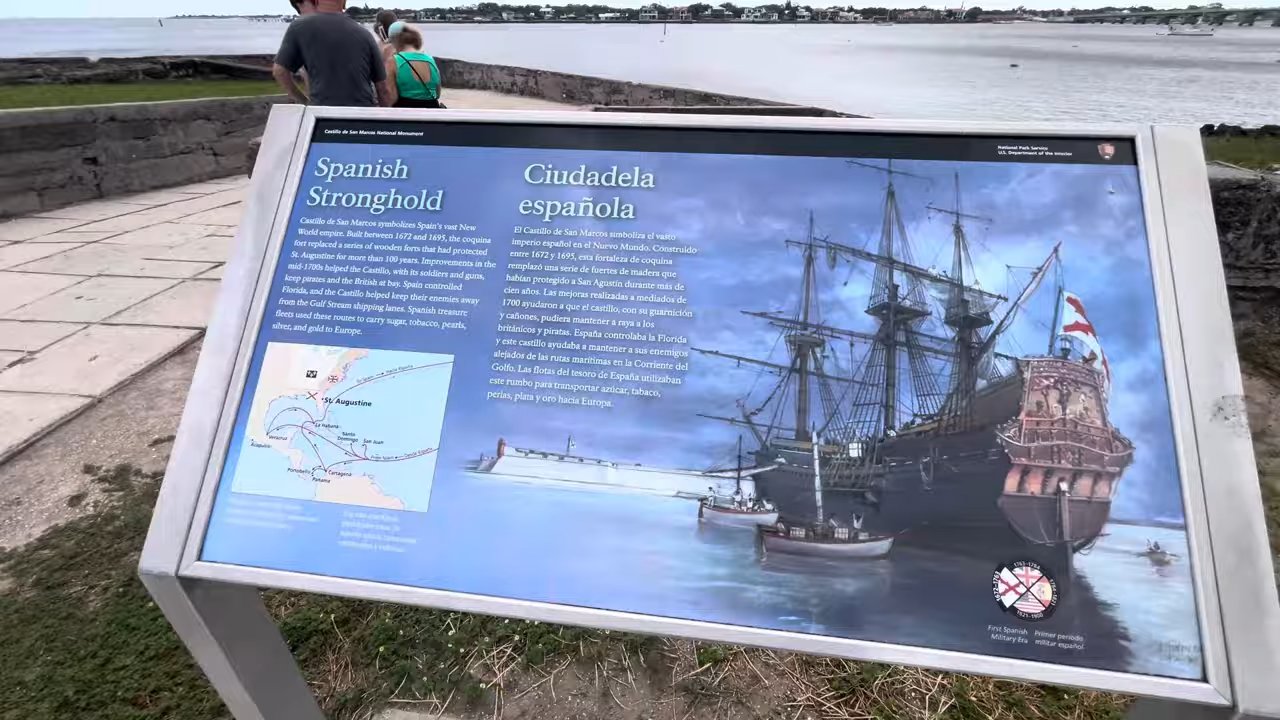 Castillo de San Marcos National Monument
National Park Service
U.S. Department of the Interior
Spanish
Stronghold
Castillo de San Marcos symbolizes Spain's vast New
World empire. Built between 1672 and 1695, the coquina
fort replaced a series of wooden forts that had protected
St. Augustine for more than 100 years. Improvements in the
mid-1700s helped the Castillo, with its soldiers and guns,
keep pirates and the British at bay. Spain controlled
Florida, and the Castillo helped keep their enemies away
from the Gulf Stream shipping lanes. Spanish treasure
fleets used these routes to carry sugar, tobacco, pearls,
silver, and gold to Europe.
Ciudadela
española
El Castillo de San Marcos simboliza el vasto
imperio español en el Nuevo Mundo. Construido
entre 1672 y 1695, esta fortaleza de coquina
remplazó una serie de fuertes de madera que
habían protegido a San Agustín durante más de
cien años. Las mejoras realizadas a mediados de
1700 ayudaron a que el castillo, con su guarnición
y cañones, pudiera mantener a raya a los
británicos y piratas. España controlaba la Florida
y este castillo ayudaba a mantener a sus enemigos
alejados de las rutas marítimas en la Corriente del
Golfo. Las flotas del tesoro de España utilizaban
este rumbo para transportar azúcar, tabaco,
perlas, plata y oro hacia Europa.
St. Augustine
La Habana
Veracruz
Acapulco
Santo
Domingo
San Juan
Portobello
Cartagena
Panama
1763-1784
1672-1763
1821-1900
First Spanish
Military Era
Primer periodo
militar español